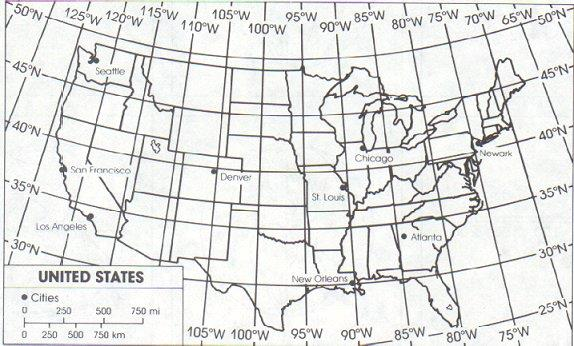 125°W 120°W 115°W 110°W 105°W 100°W 95°W 90°W 85°W 80°W 75°W 70°W 65°W
50°N 50°N
45°N 45°N
40°N 40°N
35°N 35°N
30°N 30°N
25°N
Seattle
San Francisco
Los Angeles
Denver
St. Louis
Chicago
Newark
Atlanta
New Orleans
UNITED STATES
Cities
0 250 500 750 mi
0 250 500 750 km
105°W 100°W 95°W 90°W 85°W 80°W 75°W